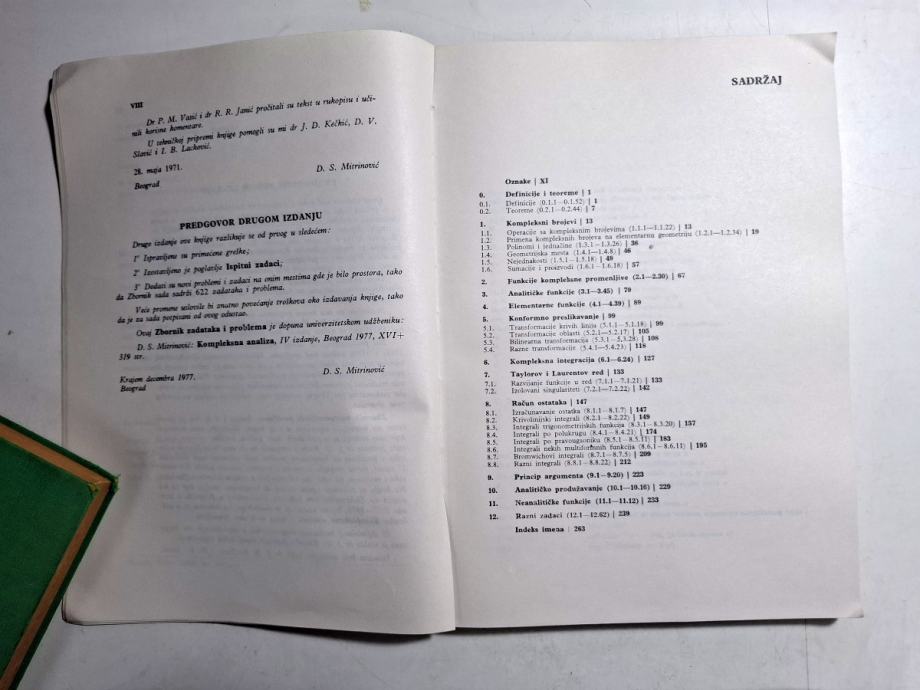 VIII
Dr P. M. Vasić i dr R. R. Janić pročitali su tekst u rukopisu i uči-
nili korisne komentare.
U tehničkoj pripremi knjige pomogli su mi dr J. D. Kečkić, D. V.
Slavić i I. B. Lacković.
28. maja 1971.
Beograd
D. S. Mitrinović
PREDGOVOR DRUGOM IZDANJU
Drugo izdanje ove knjige razlikuje se od prvog u sledećem:
1° Ispravljene su primećene greške;
2° Izostavljeno je poglavlje Ispitni zadaci;
3° Dodati su novi problemi i zadaci na onim mestima gde je bilo prostora, tako
da Zbornik sada sadrži 622 zadataka i problema.
Veće promene uslovile bi znatno povećanje troškova oko izdavanja knjige, tako
da je za sada potpisani od ovog odustao.
Ovaj Zbornik zadataka i problema je dopuna univerzitetskom udžbeniku:
D. S. Mitrinović: Kompleksna analiza, IV izdanje, Beograd 1977, XVI+
319 str.
Krajem decembra 1977.
Beograd
D. S. Mitrinović
SADRŽAJ
Oznake | XI
0. Definicije i teoreme | 1
0.1. Definicije (0.1.1—0.1.52) | 1
0.2. Teoreme (0.2.1—0.2.44) | 7
1. Kompleksni brojevi | 13
1.1. Operacije sa kompleksnim brojevima (1.1.1—1.1.22) | 13
1.2. Primena kompleksnih brojeva na elementarnu geometriju (1.2.1—1.2.34) | 19
1.3. Polinomi i jednačine (1.3.1—1.3.26) | 36
1.4. Geometrijska mesta (1.4.1—1.4.8) | 46
1.5. Nejednakosti (1.5.1—1.5.18) | 49
1.6. Sumacije i proizvodi (1.6.1—1.6.18) | 57
2. Funkcije kompleksne promenljive (2.1—2.30) | 67
3. Analitičke funkcije (3.1—3.45) | 79
4. Elementarne funkcije (4.1—4.39) | 89
5. Konformno preslikavanje | 99
5.1. Transformacije krivih linija (5.1.1—5.1.18) | 99
5.2. Transformacije oblasti (5.2.1—5.2.17) | 105
5.3. Bilinearna transformacija (5.3.1—5.3.28) | 108
5.4. Razne transformacije (5.4.1—5.4.23) | 118
6. Kompleksna integracija (6.1—6.24) | 127
7. Taylorov i Laurentov red | 133
7.1. Razvijanje funkcije u red (7.1.1—7.1.21) | 133
7.2. Izolovani singulariteti (7.2.1—7.2.22) | 142
8. Račun ostataka | 147
8.1. Izračunavanje ostatka (8.1.1—8.1.7) | 147
8.2. Krivolinijski integrali (8.2.1—8.2.22) | 149
8.3. Integrali trigonometrijskih funkcija (8.3.1—8.3.20) | 157
8.4. Integrali po polukrugu (8.4.1—8.4.21) | 174
8.5. Integrali po pravougaoniku (8.5.1—8.5.11) | 183
8.6. Integrali nekih multiformnih funkcija (8.6.1—8.6.11) | 195
8.7. Bromwichovi integrali (8.7.1—8.7.5) | 209
8.8. Razni integrali (8.8.1—8.8.22) | 212
9. Princip argumenta (9.1—9.20) | 223
10. Analitičko produžavanje (10.1—10.16) | 229
11. Neanalitičke funkcije (11.1—11.12) | 233
12. Razni zadaci (12.1—12.62) | 239
Indeks imena | 263